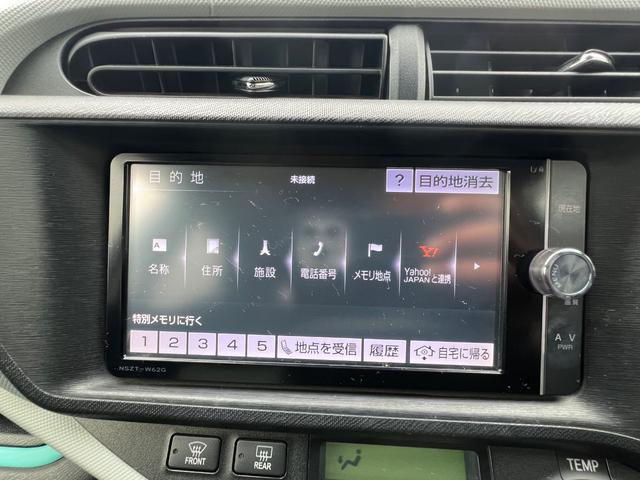 目的地
未接続
?
目的地消去
現在地
A
名称
住所
施設
電話番号
メモリ地点
Y!
Yahoo!
JAPANと連携
特別メモリに行く
1 2 3 4 5 地点を受信 履歴 自宅に帰る
画質
A V
PWR
NSZT-W62G
FRONT
REAR
TEMP